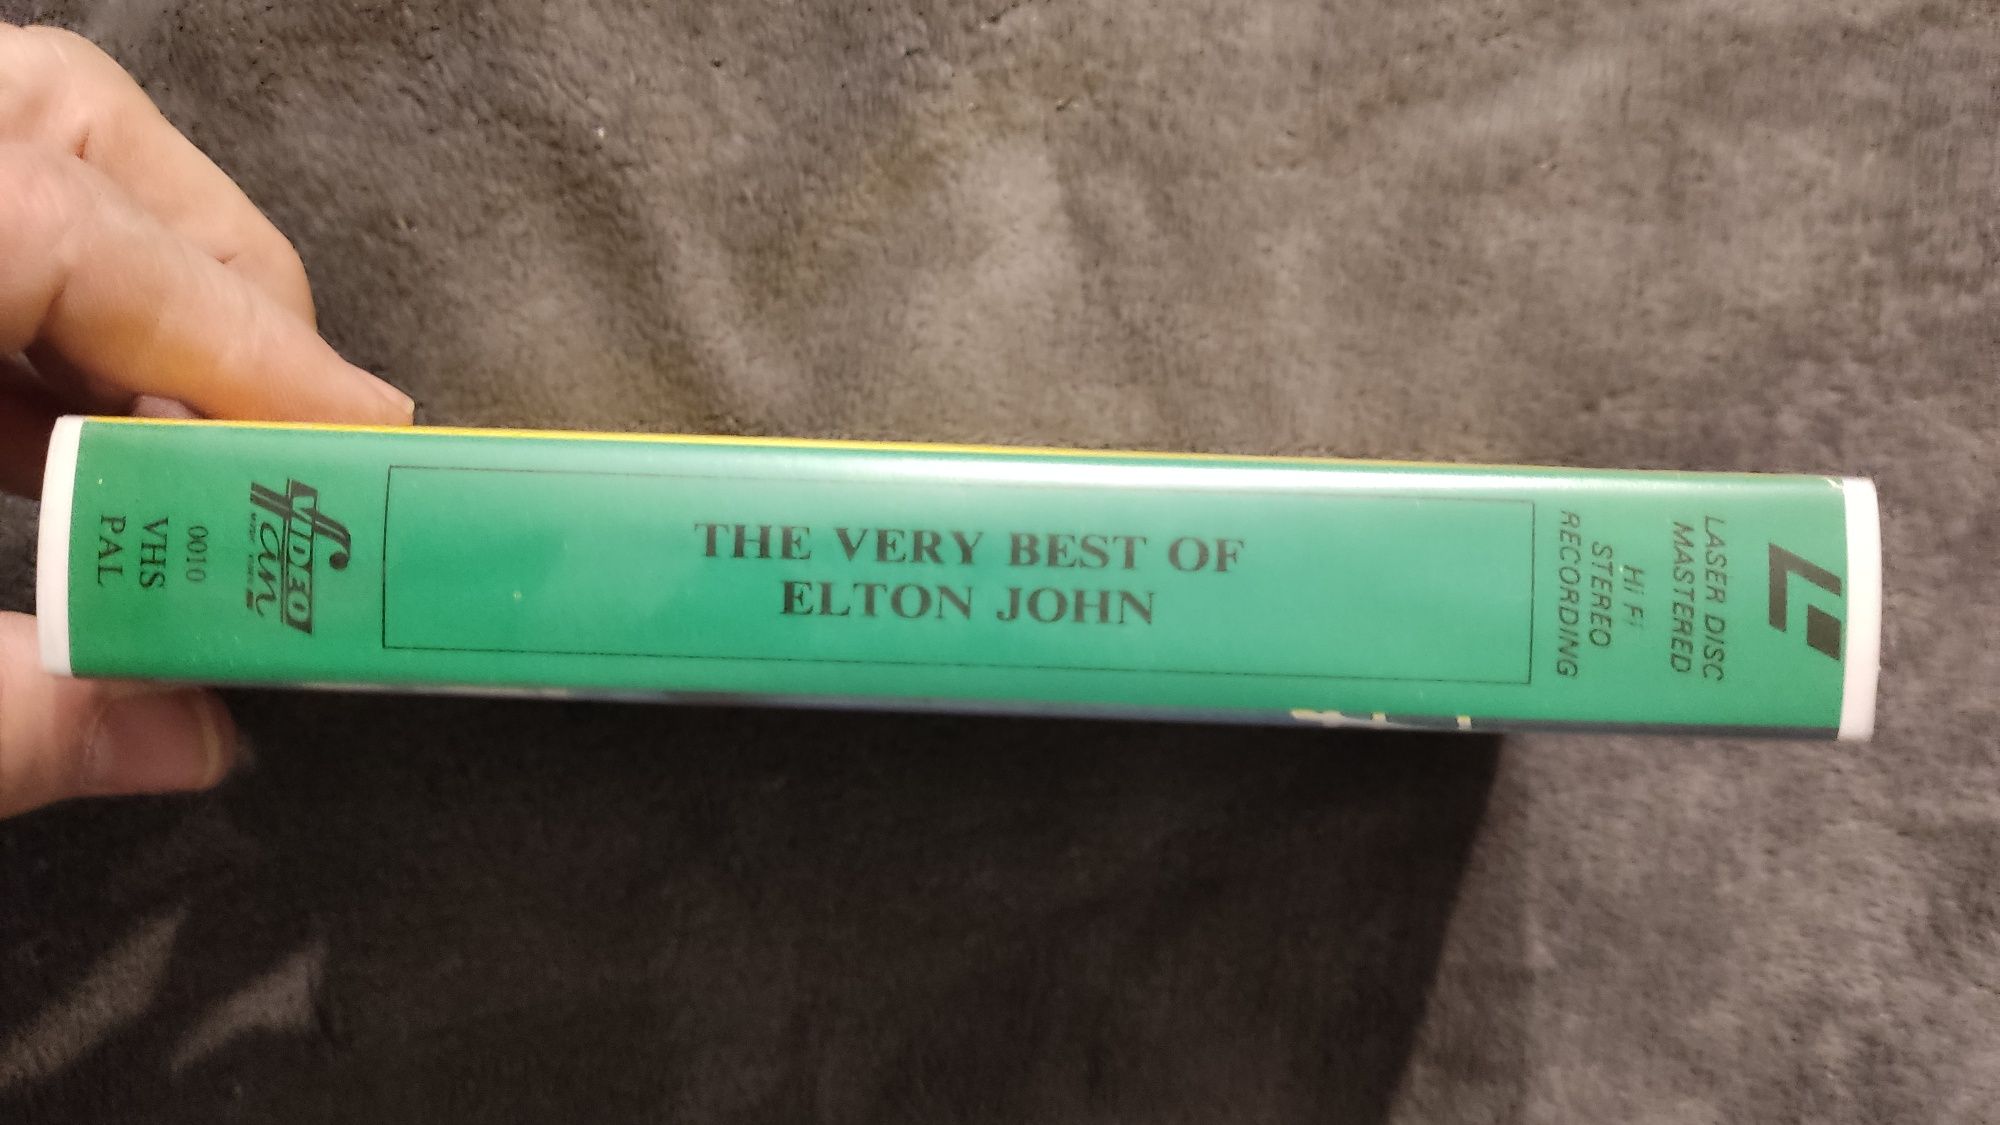 0010
VHS
PAL
VIDEO
fan
THE VERY BEST OF
ELTON JOHN
Hi Fi
STEREO
RECORDING
LASER DISC
MASTERED